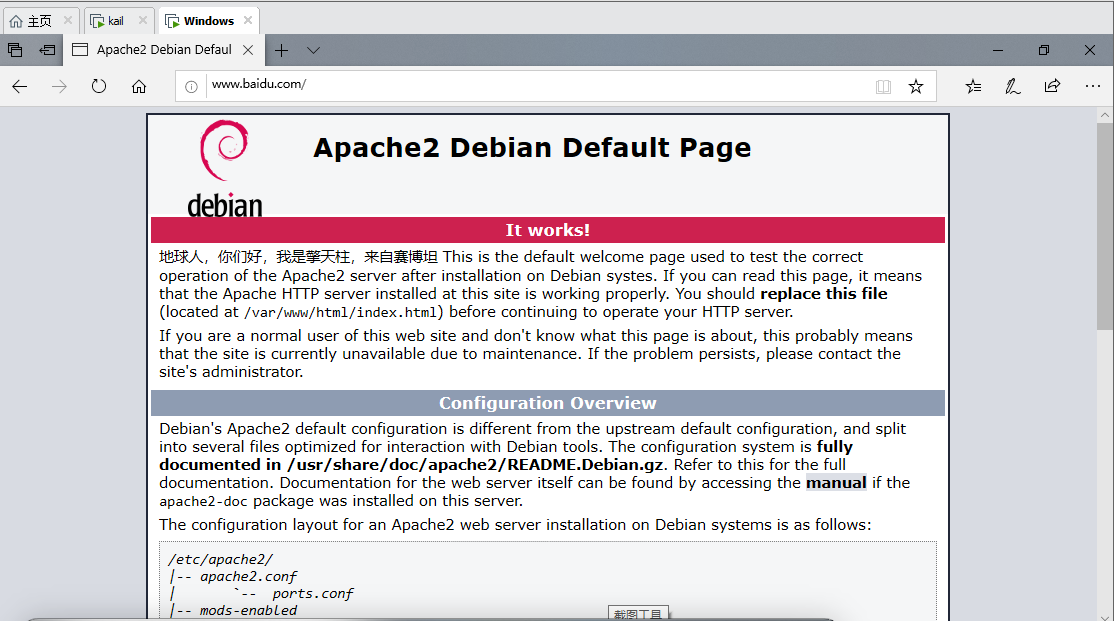 主页 kail Windows
Apache2 Debian Defaul
www.baidu.com/
debian
Apache2 Debian Default Page
It works!
地球人，你们好，我是擎天柱，来自赛博坦 This is the default welcome page used to test the correct
operation of the Apache2 server after installation on Debian systes. If you can read this page, it means
that the Apache HTTP server installed at this site is working properly. You should replace this file
(located at /var/www/html/index.html) before continuing to operate your HTTP server.
If you are a normal user of this web site and don't know what this page is about, this probably means
that the site is currently unavailable due to maintenance. If the problem persists, please contact the
site's administrator.
Configuration Overview
Debian's Apache2 default configuration is different from the upstream default configuration, and split
into several files optimized for interaction with Debian tools. The configuration system is fully
documented in /usr/share/doc/apache2/README.Debian.gz. Refer to this for the full
documentation. Documentation for the web server itself can be found by accessing the manual if the
apache2-doc package was installed on this server.
The configuration layout for an Apache2 web server installation on Debian systems is as follows:
/etc/apache2/
|-- apache2.conf
|       `--  ports.conf
|-- mods-enabled
截图工具